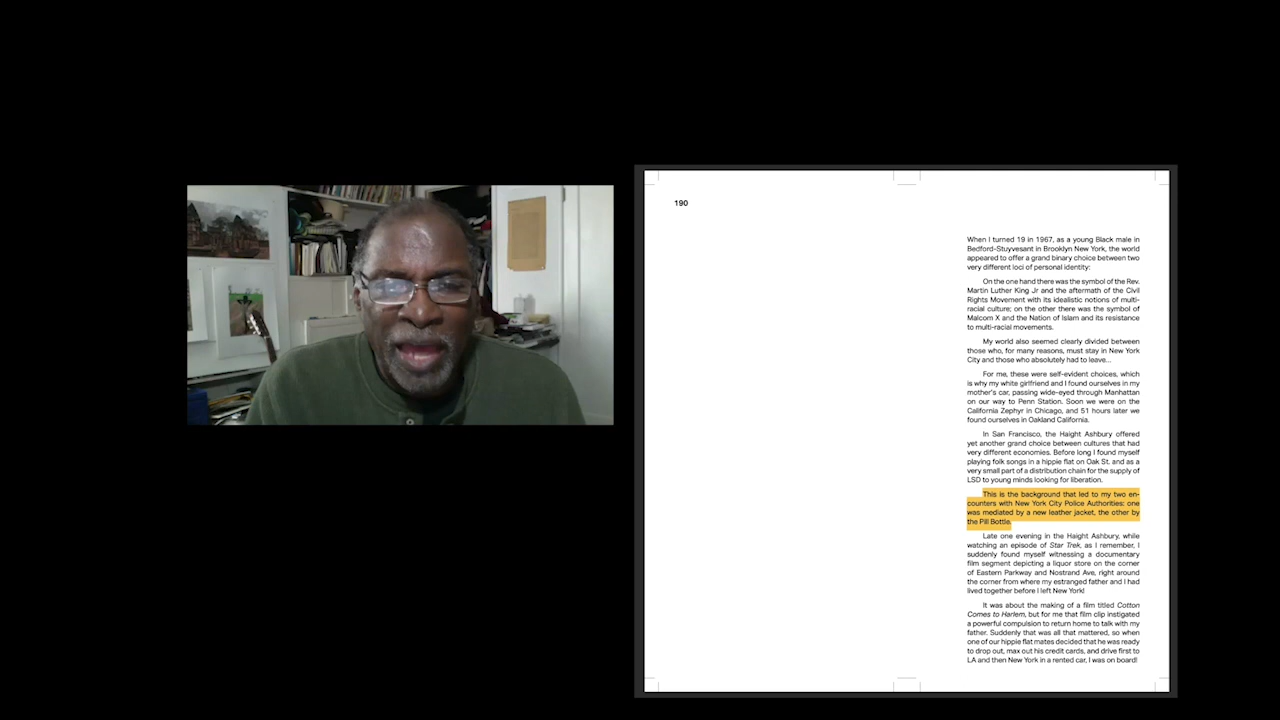 190
When I turned 19 in 1967, as a young Black male in
Bedford-Stuyvesant in Brooklyn New York, the world
appeared to offer a grand binary choice between two
very different loci of personal identity:
On the one hand there was the symbol of the Rev.
Martin Luther King Jr and the aftermath of the Civil
Rights Movement with its idealistic notions of multi-
racial culture; on the other there was the symbol of
Malcom X and the Nation of Islam and its resistance
to multi-racial movements.
My world also seemed clearly divided between
those who, for many reasons, must stay in New York
City and those who absolutely had to leave...
For me, these were self-evident choices, which
is why my white girlfriend and I found ourselves in my
mother's car, passing wide-eyed through Manhattan
on our way to Penn Station. Soon we were on the
California Zephyr in Chicago, and 51 hours later we
found ourselves in Oakland California.
In San Francisco, the Haight Ashbury offered
yet another grand choice between cultures that had
very different economies. Before long I found myself
playing folk songs in a hippie flat on Oak St. and as a
very small part of a distribution chain for the supply of
LSD to young minds looking for liberation.
This is the background that led to my two en-
counters with New York City Police Authorities: one
was mediated by a new leather jacket, the other by
the Pill Bottle.
Late one evening in the Haight Ashbury, while
watching an episode of Star Trek, as I remember, I
suddenly found myself witnessing a documentary
film segment depicting a liquor store on the corner
of Eastern Parkway and Nostrand Ave, right around
the corner from where my estranged father and I had
lived together before I left New York!
It was about the making of a film titled Cotton
Comes to Harlem, but for me that film clip instigated
a powerful compulsion to return home to talk with my
father. Suddenly that was all that mattered, so when
one of our hippie flat mates decided that he was ready
to drop out, max out his credit cards, and drive first to
LA and then New York in a rented car, I was on board!